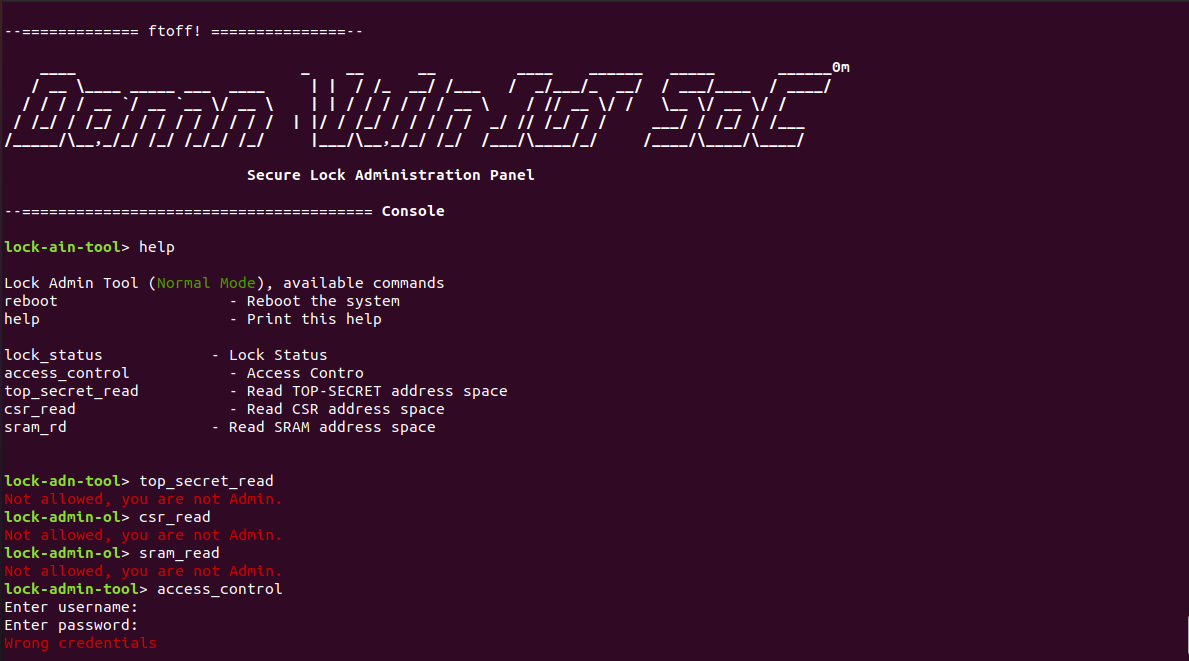 --============= ftoff! ===============--
0m
Damn Vuln IoT SoC
Secure Lock Administration Panel
--======================================= Console
lock-ain-tool> help
Lock Admin Tool (Normal Mode), available commands
reboot - Reboot the system
help - Print this help
lock_status - Lock Status
access_control - Access Contro
top_secret_read - Read TOP-SECRET address space
csr_read - Read CSR address space
sram_rd - Read SRAM address space
lock-adn-tool> top_secret_read
Not allowed, you are not Admin.
lock-admin-ol> csr_read
Not allowed, you are not Admin.
lock-admin-ol> sram_read
Not allowed, you are not Admin.
lock-admin-tool> access_control
Enter username:
Enter password:
Wrong credentials